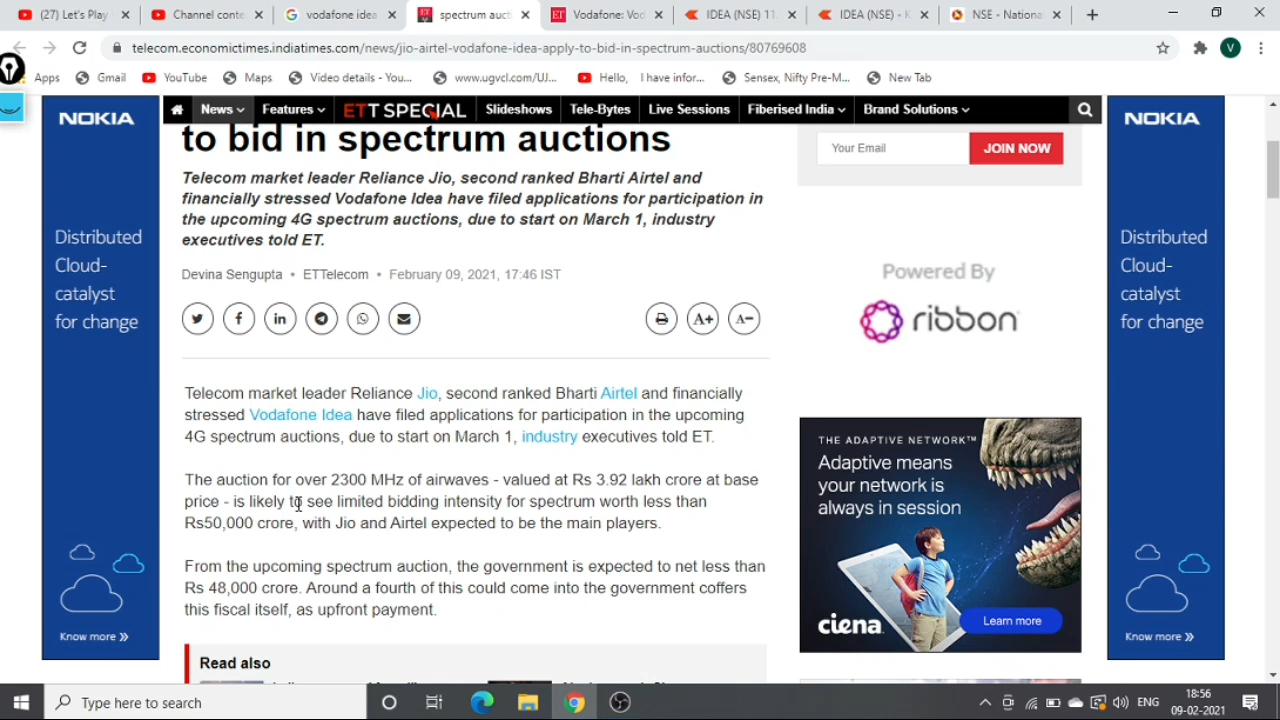 (27) Let's Play
Channel conte
vodafone idea
spectrum auc
Vodafone: Vod
IDEA (NSE) 11.
IDEA (NSE) - K
NSE - Nationa
telecom.economictimes.indiatimes.com/news/jio-airtel-vodafone-idea-apply-to-bid-in-spectrum-auctions/80769608
V
Apps
Gmail
YouTube
Maps
Video details - You...
www.ugvcl.com/UJ...
Hello, I have infor...
Sensex, Nifty Pre-M...
New Tab
News
Features
ETT SPECIAL
Slideshows
Tele-Bytes
Live Sessions
Fiberised India
Brand Solutions
NOKIA
Distributed
Cloud-
catalyst
for change
Know more »
to bid in spectrum auctions
Telecom market leader Reliance Jio, second ranked Bharti Airtel and
financially stressed Vodafone Idea have filed applications for participation in
the upcoming 4G spectrum auctions, due to start on March 1, industry
executives told ET.
Devina Sengupta • ETTelecom • February 09, 2021, 17:46 IST
A+
A-
Telecom market leader Reliance Jio, second ranked Bharti Airtel and financially
stressed Vodafone Idea have filed applications for participation in the upcoming
4G spectrum auctions, due to start on March 1, industry executives told ET.
The auction for over 2300 MHz of airwaves - valued at Rs 3.92 lakh crore at base
price - is likely to see limited bidding intensity for spectrum worth less than
Rs50,000 crore, with Jio and Airtel expected to be the main players.
From the upcoming spectrum auction, the government is expected to net less than
Rs 48,000 crore. Around a fourth of this could come into the government coffers
this fiscal itself, as upfront payment.
Read also
Your Email
JOIN NOW
Powered By
ribbon
THE ADAPTIVE NETWORK™
Adaptive means
your network is
always in session
ciena
Learn more
NOKIA
Distributed
Cloud-
catalyst
for change
Know more »
Type here to search
ENG
18:56
09-02-2021